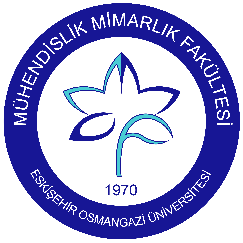 MÜHENDİSLİK MİMARLIK FAKÜLTESİ
1970
ESKİŞEHİR OSMANGAZİ ÜNİVERSİTESİ